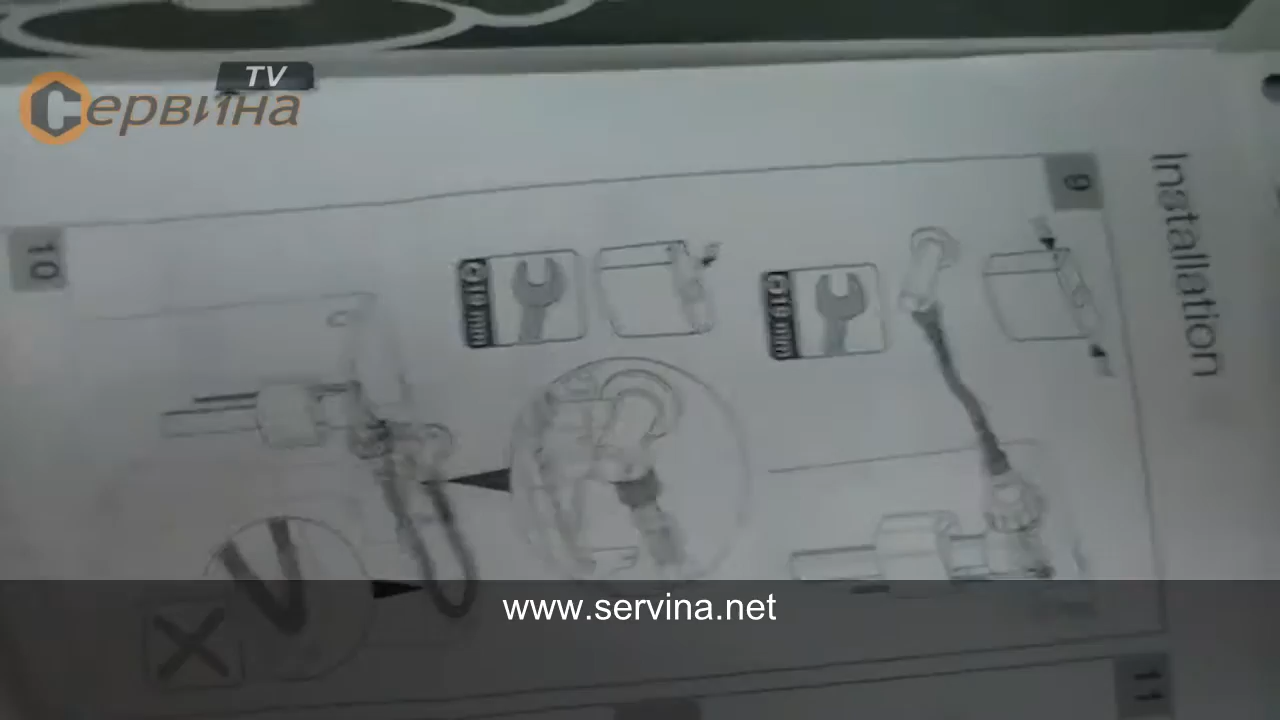 TV
Сервина
Installation
9
19 mm
19 mm
10
11
www.servina.net